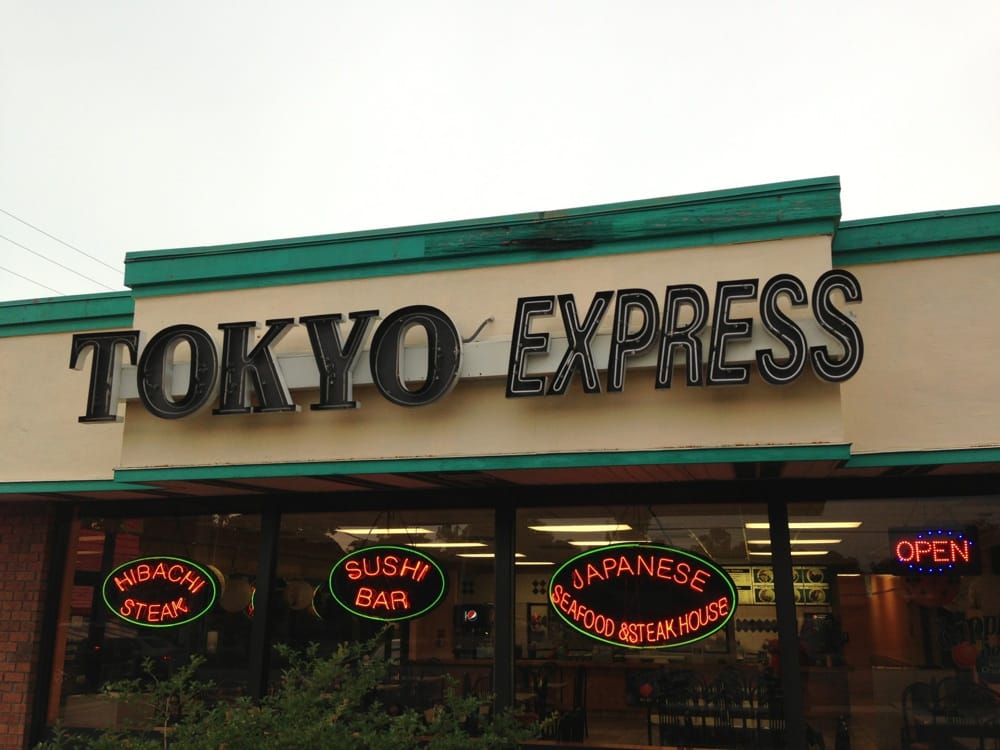 TOKYO EXPRESS
HIBACHI
STEAK
SUSHI
BAR
JAPANESE
SEAFOOD & STEAK HOUSE
OPEN